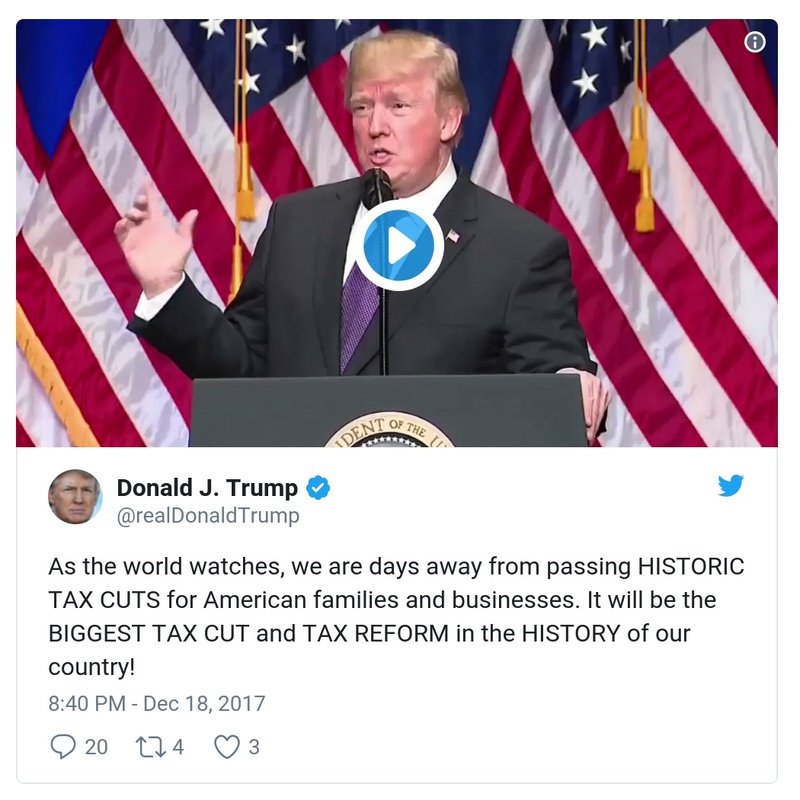 IDENT OF THE U
Donald J. Trump
@realDonaldTrump
As the world watches, we are days away from passing HISTORIC
TAX CUTS for American families and businesses. It will be the
BIGGEST TAX CUT and TAX REFORM in the HISTORY of our
country!
8:40 PM - Dec 18, 2017
20 4 3